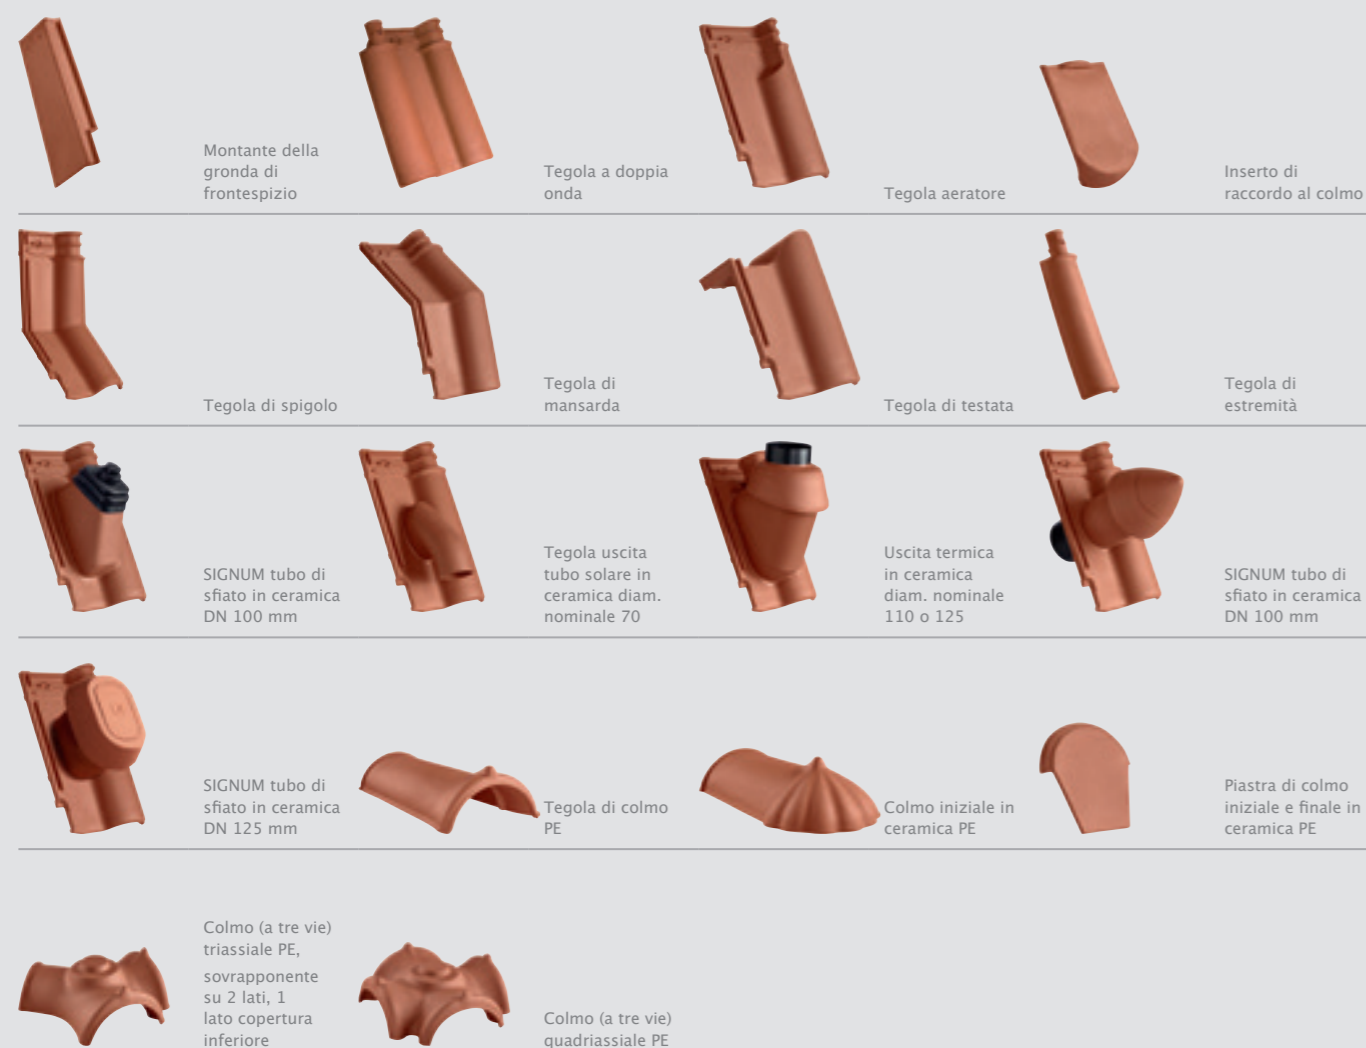 Montante della
gronda di
frontespizio
Tegola a doppia
onda
Tegola aeratore
Inserto di
raccordo al colmo
Tegola di spigolo
Tegola di
mansarda
Tegola di testata
Tegola di
estremità
SIGNUM tubo di
sfiato in ceramica
DN 100 mm
Tegola uscita
tubo solare in
ceramica diam.
nominale 70
Uscita termica
in ceramica
diam. nominale
110 o 125
SIGNUM tubo di
sfiato in ceramica
DN 100 mm
SIGNUM tubo di
sfiato in ceramica
DN 125 mm
Tegola di colmo
PE
Colmo iniziale in
ceramica PE
Piastra di colmo
iniziale e finale in
ceramica PE
Colmo (a tre vie)
triassiale PE,
sovrapponente
su 2 lati, 1
lato copertura
inferiore
Colmo (a tre vie)
quadriassiale PE